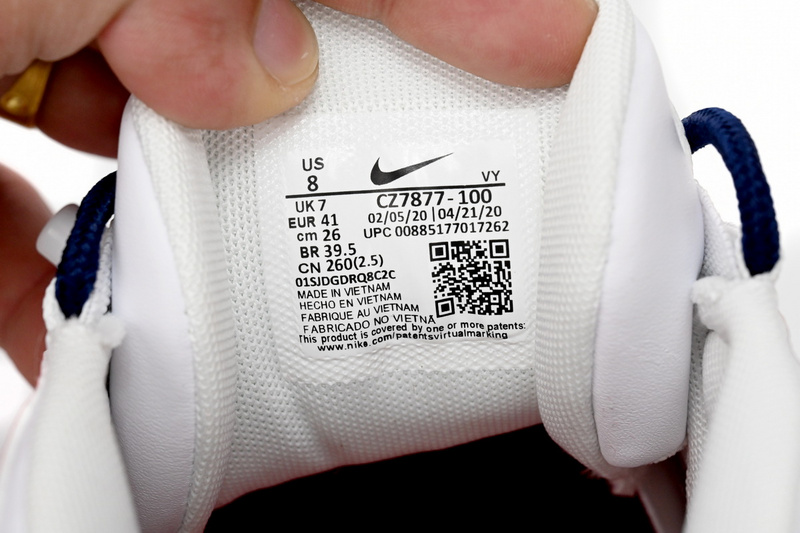 US
8
VY
UK 7
CZ7877-100
EUR 41
02/05/20 | 04/21/20
cm 26
UPC 00885177017262
BR 39.5
CN 260(2.5)
01SJDGDRQ8C2C
MADE IN VIETNAM
HECHO EN VIETNAM
FABRIQUE AU VIETNAM
FABRICADO NO VIETNA
This product is covered by one or more patents:
www.nike.com/patentsvirtualmarking